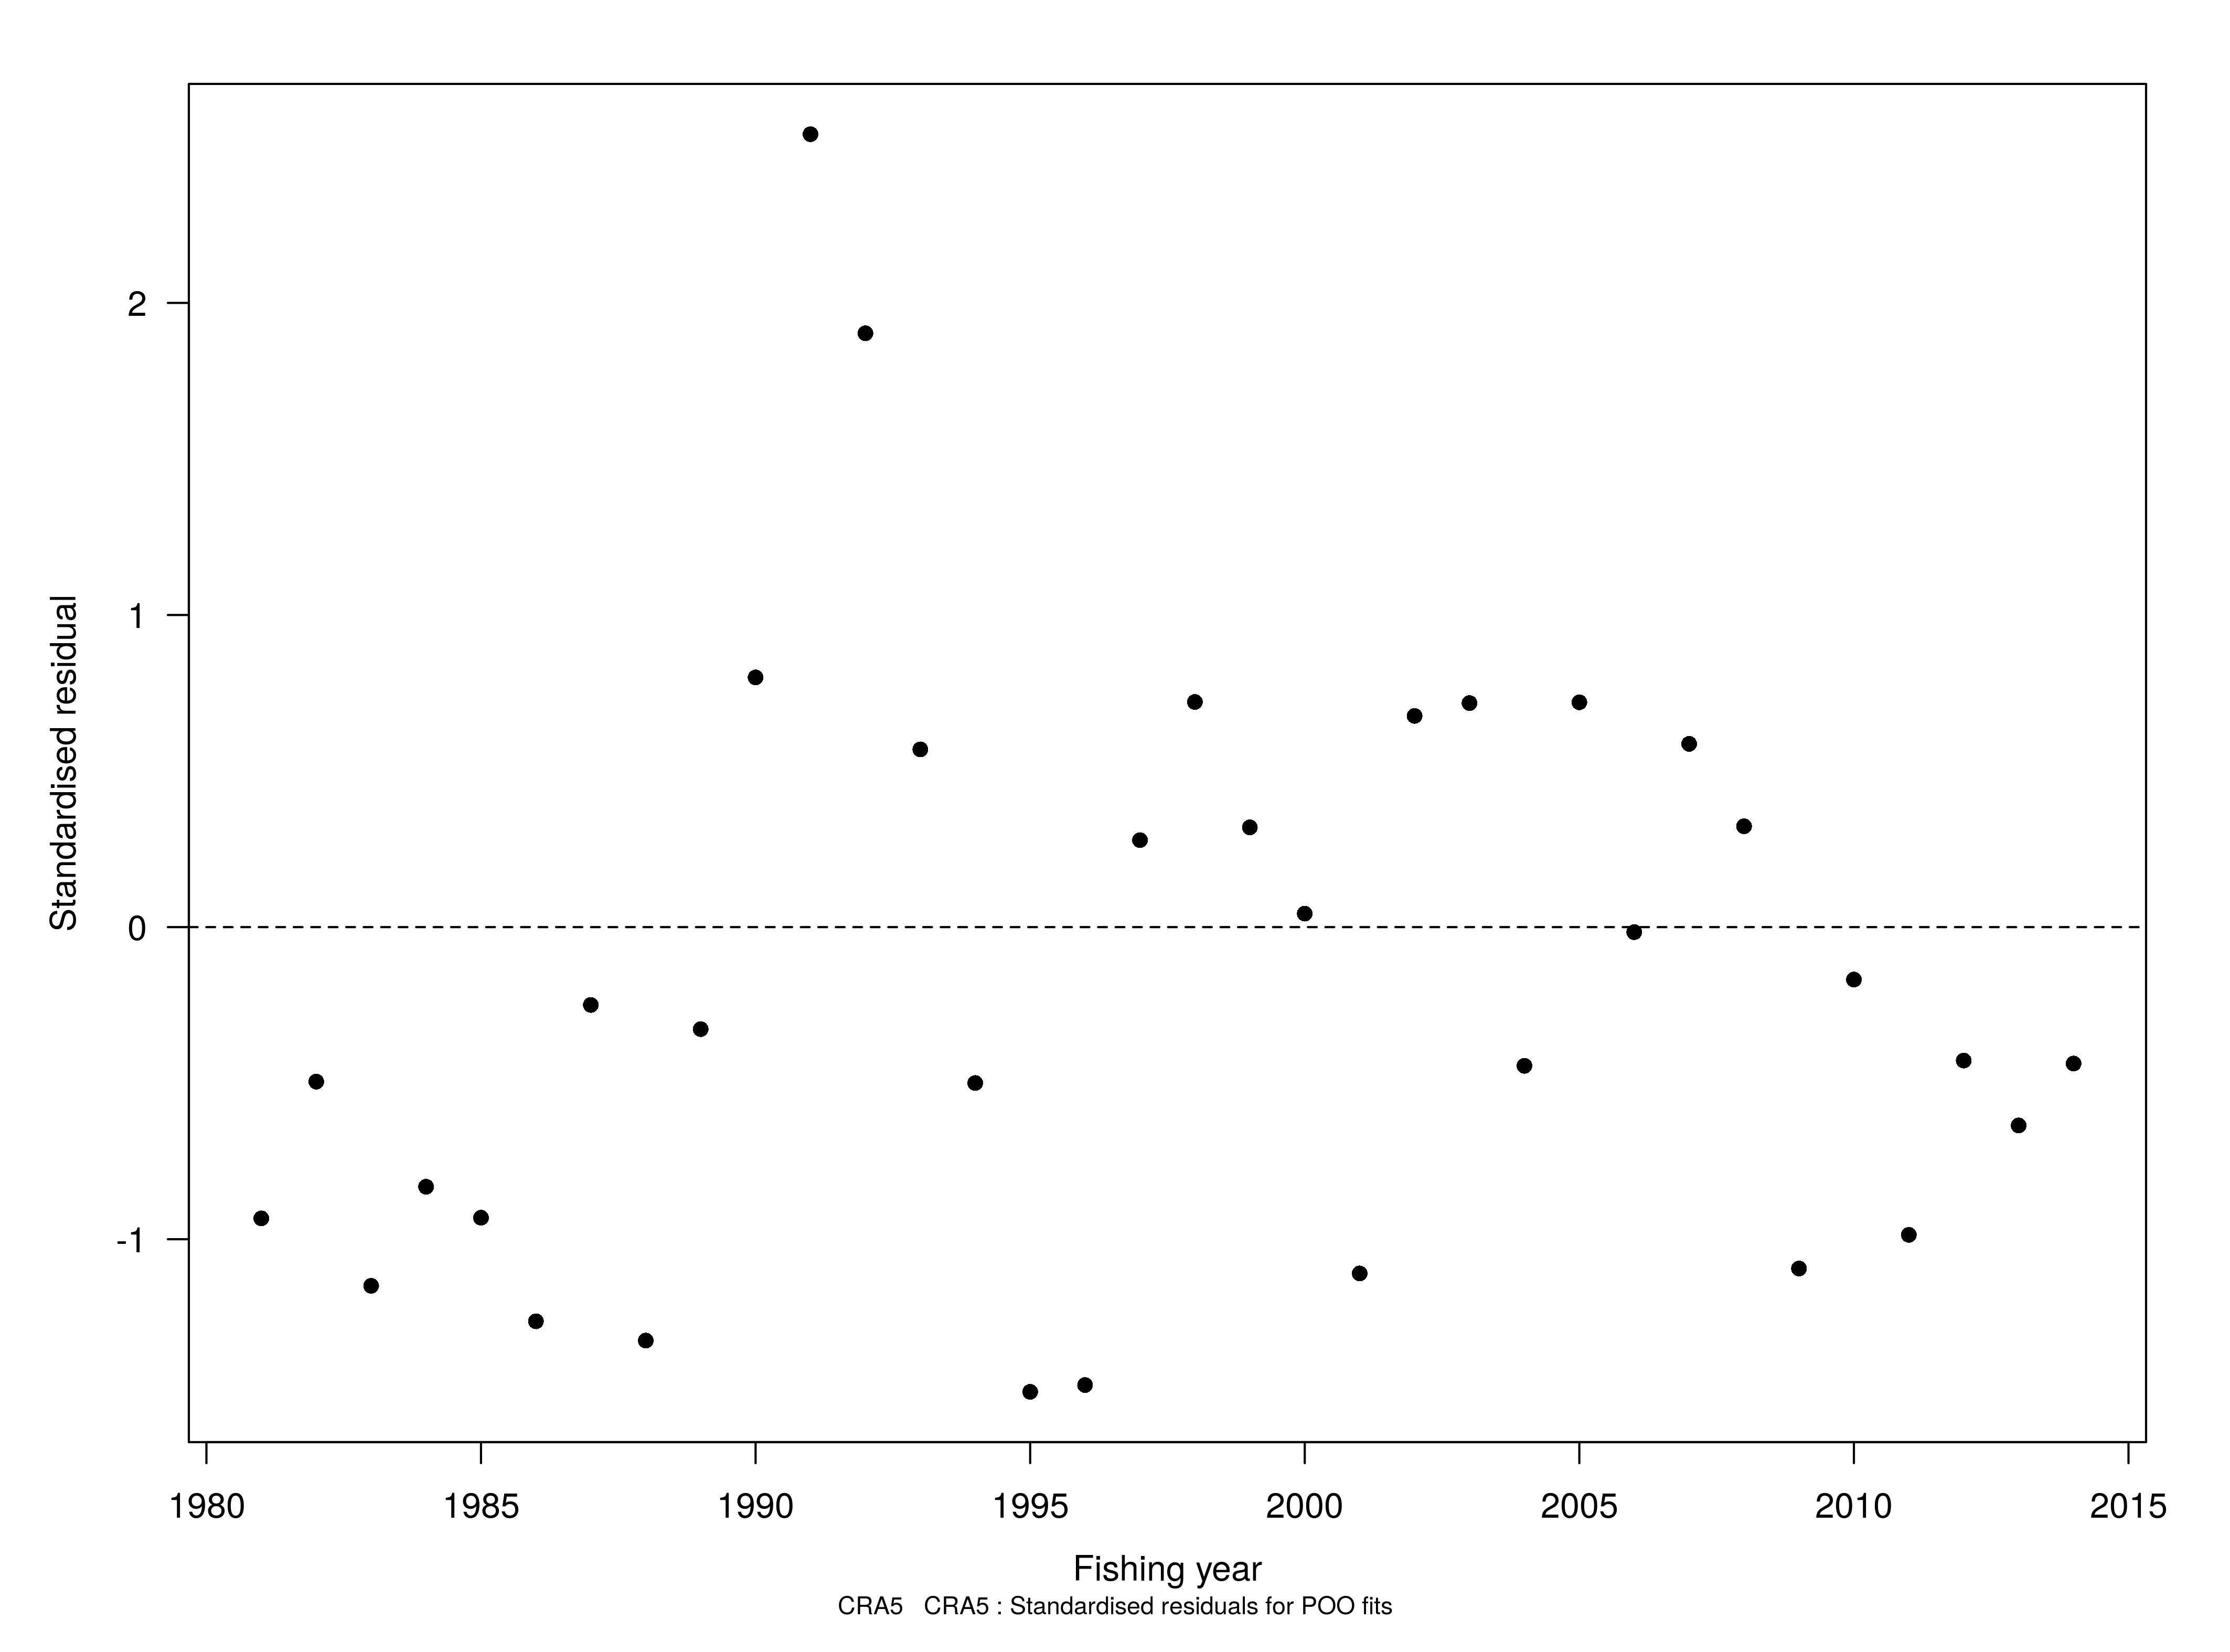 Standardised residual
2
1
0
-1
1980 1985 1990 1995 2000 2005 2010 2015
Fishing year
CRA5 CRA5 : Standardised residuals for POO fits